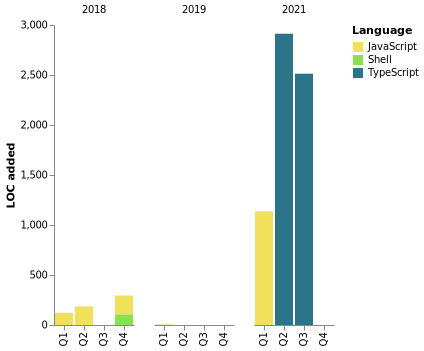 2018 2019 2021
Language
JavaScript
Shell
TypeScript
LOC added
3,000
2,500
2,000
1,500
1,000
500
0
Q1 Q2 Q3 Q4 Q1 Q2 Q3 Q4 Q1 Q2 Q3 Q4